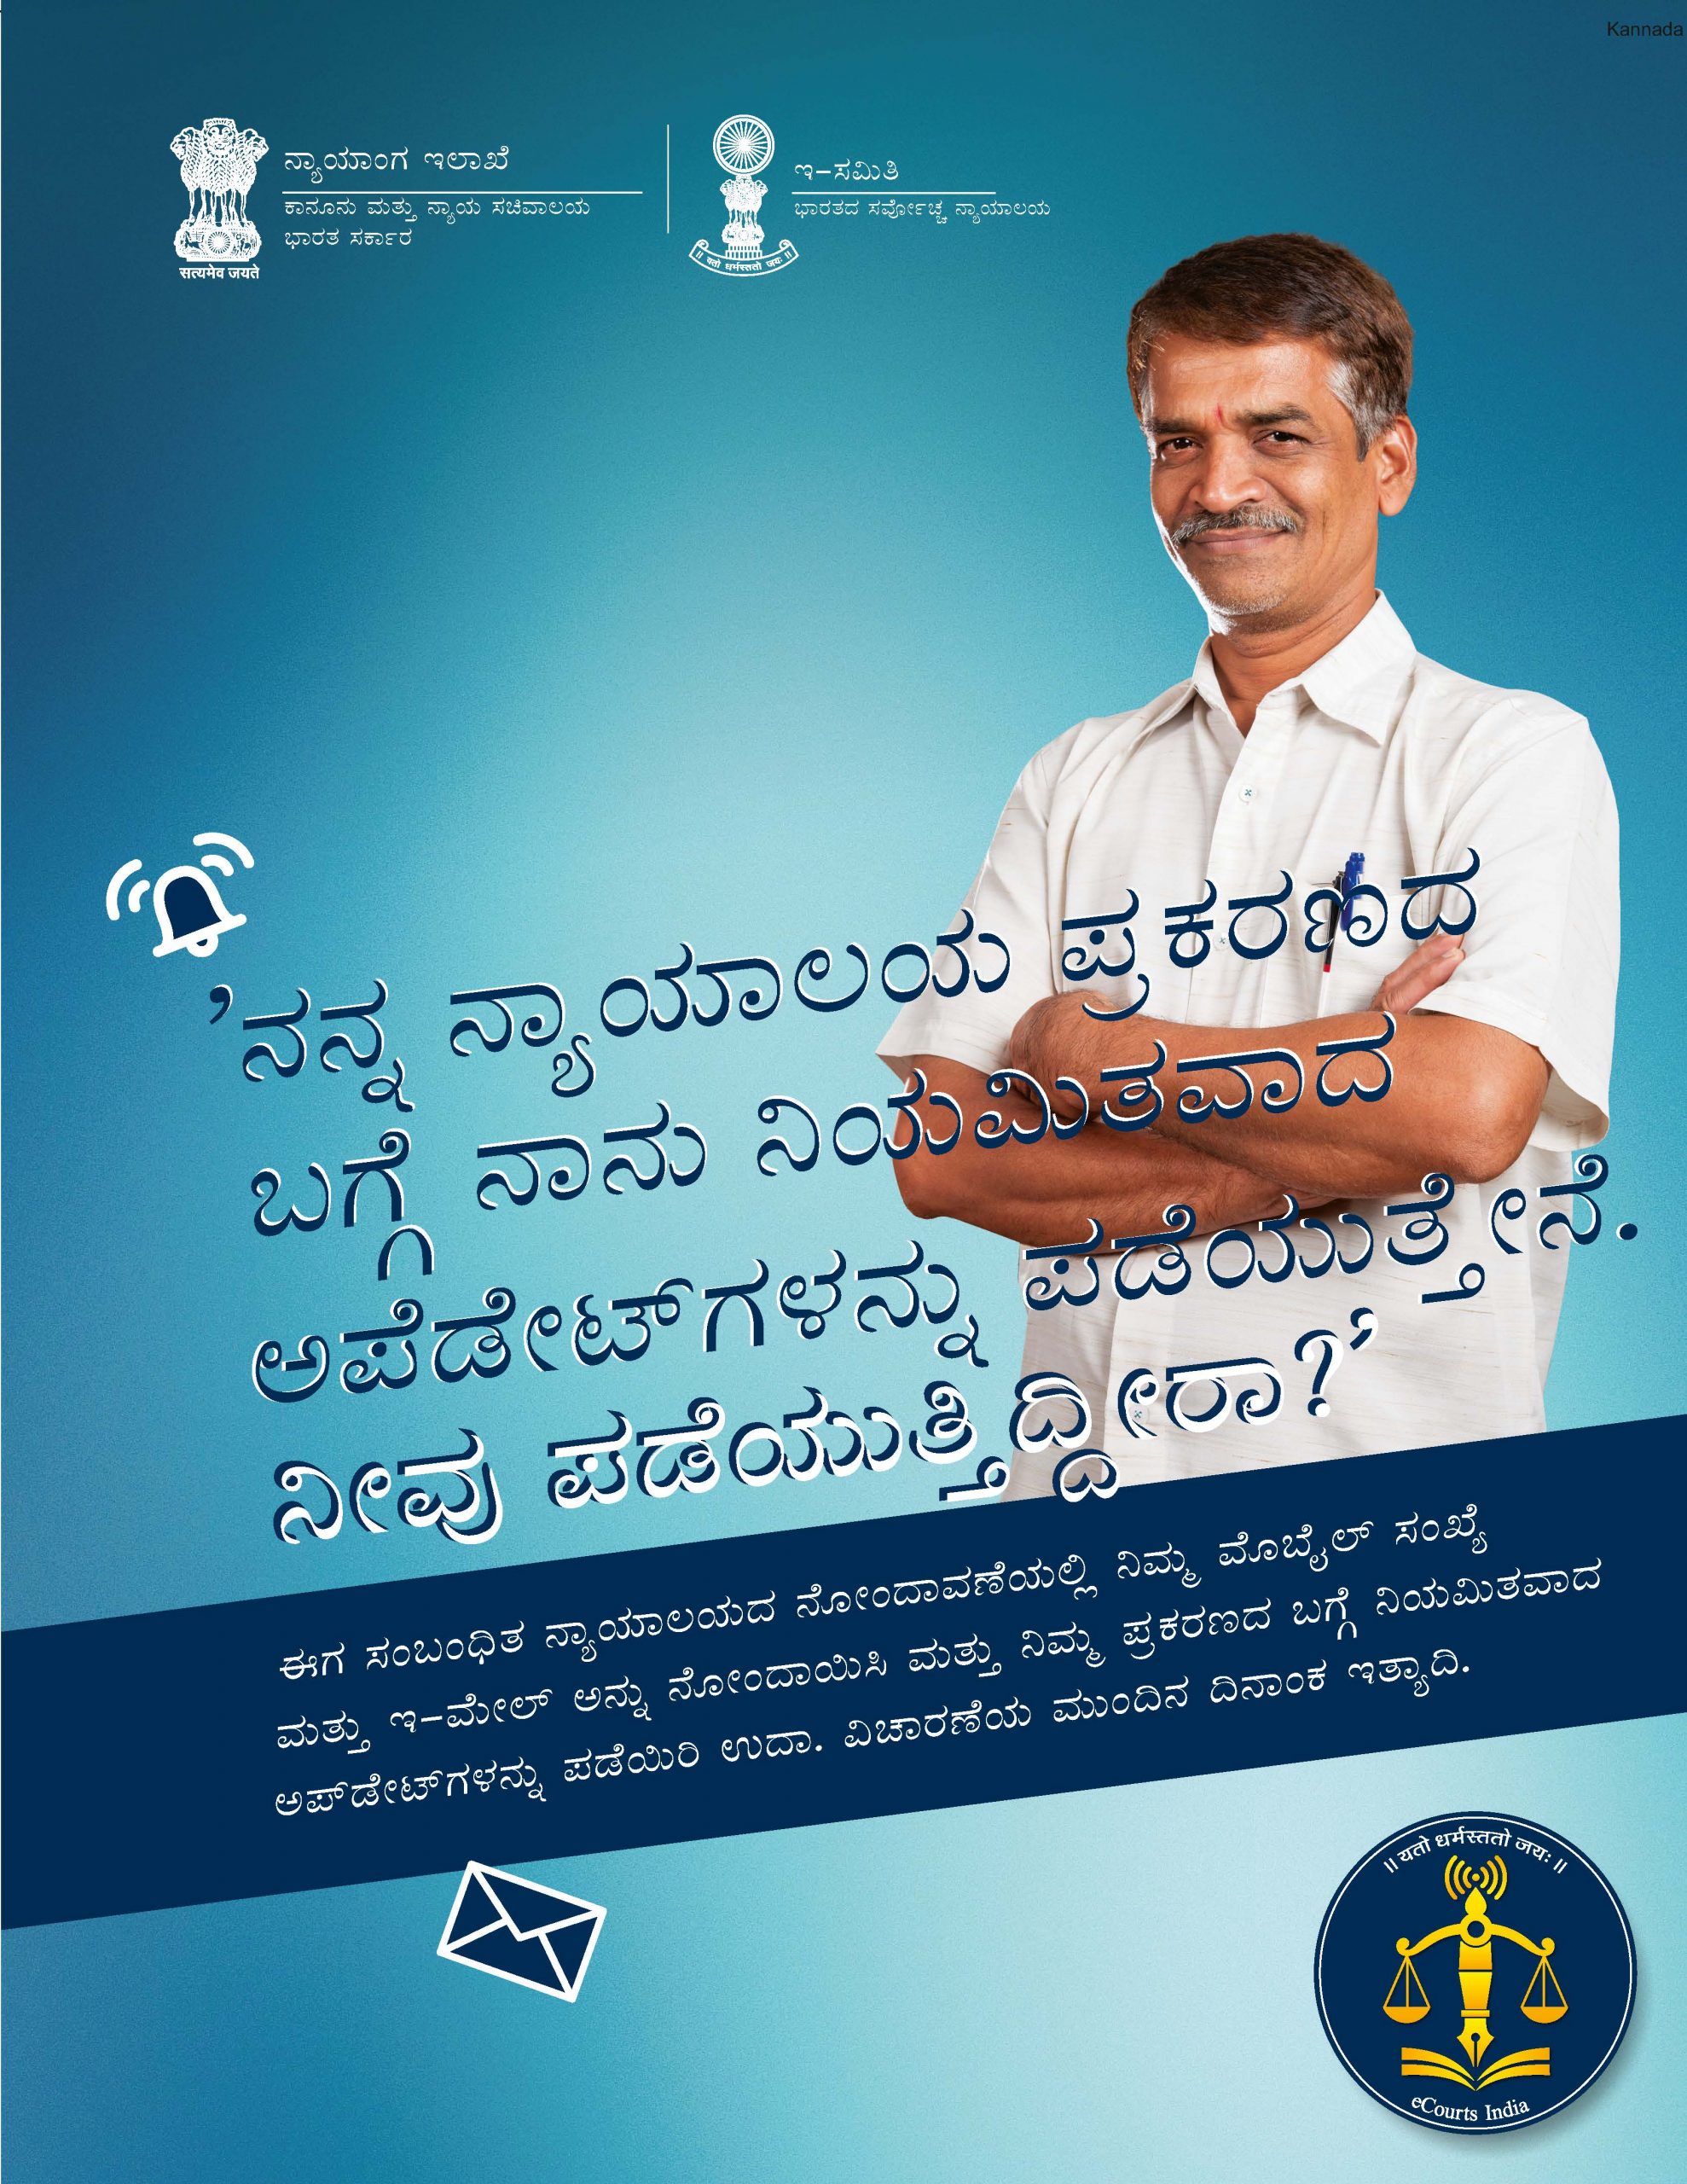 Kannada
ನ್ಯಾಯಾಂಗ ಇಲಾಖೆ
ಕಾನೂನು ಮತ್ತು ನ್ಯಾಯ ಸಚಿವಾಲಯ
ಭಾರತ ಸರ್ಕಾರ
सत्यमेव जयते
ಇ–ಸಮಿತಿ
ಭಾರತದ ಸರ್ವೋಚ್ಚ ನ್ಯಾಯಾಲಯ
॥ यतो धर्मस्ततो जयः ॥
’ನನ್ನ ನ್ಯಾಯಾಲಯ ಪ್ರಕರಣದ
ಬಗ್ಗೆ ನಾನು ನಿಯಮಿತವಾದ
ಅಪೆಡೇಟ್‌ಗಳನ್ನು ಪಡೆಯುತ್ತೇನೆ.
ನೀವು ಪಡೆಯುತ್ತಿದ್ದೀರಾ?’
ಈಗ ಸಂಬಂಧಿತ ನ್ಯಾಯಾಲಯದ ನೋಂದಾವಣೆಯಲ್ಲಿ ನಿಮ್ಮ ಮೊಬೈಲ್ ಸಂಖ್ಯೆ
ಮತ್ತು ಇ–ಮೇಲ್ ಅನ್ನು ನೋಂದಾಯಿಸಿ ಮತ್ತು ನಿಮ್ಮ ಪ್ರಕರಣದ ಬಗ್ಗೆ ನಿಯಮಿತವಾದ
ಅಪ್‌ಡೇಟ್‌ಗಳನ್ನು ಪಡೆಯಿರಿ ಉದಾ. ವಿಚಾರಣೆಯ ಮುಂದಿನ ದಿನಾಂಕ ಇತ್ಯಾದಿ.
॥ यतो धर्मस्ततो जयः ॥
eCourts India